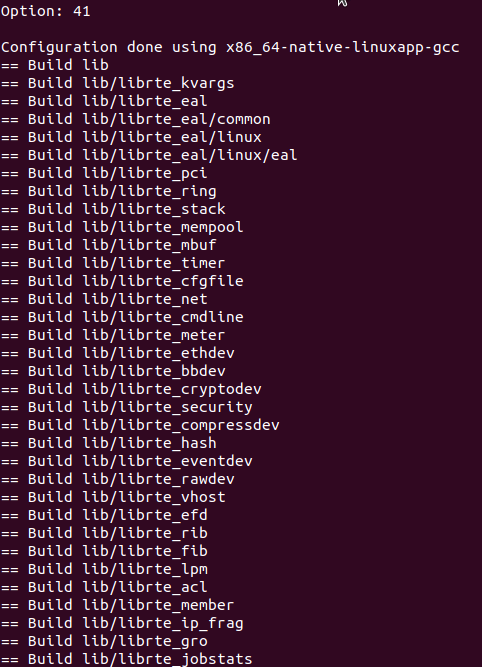 Option: 41
Configuration done using x86_64-native-linuxapp-gcc
== Build lib
== Build lib/librte_kvargs
== Build lib/librte_eal
== Build lib/librte_eal/common
== Build lib/librte_eal/linux
== Build lib/librte_eal/linux/eal
== Build lib/librte_pci
== Build lib/librte_ring
== Build lib/librte_stack
== Build lib/librte_mempool
== Build lib/librte_mbuf
== Build lib/librte_timer
== Build lib/librte_cfgfile
== Build lib/librte_net
== Build lib/librte_cmdline
== Build lib/librte_meter
== Build lib/librte_ethdev
== Build lib/librte_bbdev
== Build lib/librte_cryptodev
== Build lib/librte_security
== Build lib/librte_compressdev
== Build lib/librte_hash
== Build lib/librte_eventdev
== Build lib/librte_rawdev
== Build lib/librte_vhost
== Build lib/librte_efd
== Build lib/librte_rib
== Build lib/librte_fib
== Build lib/librte_lpm
== Build lib/librte_acl
== Build lib/librte_member
== Build lib/librte_ip_frag
== Build lib/librte_gro
== Build lib/librte_jobstats